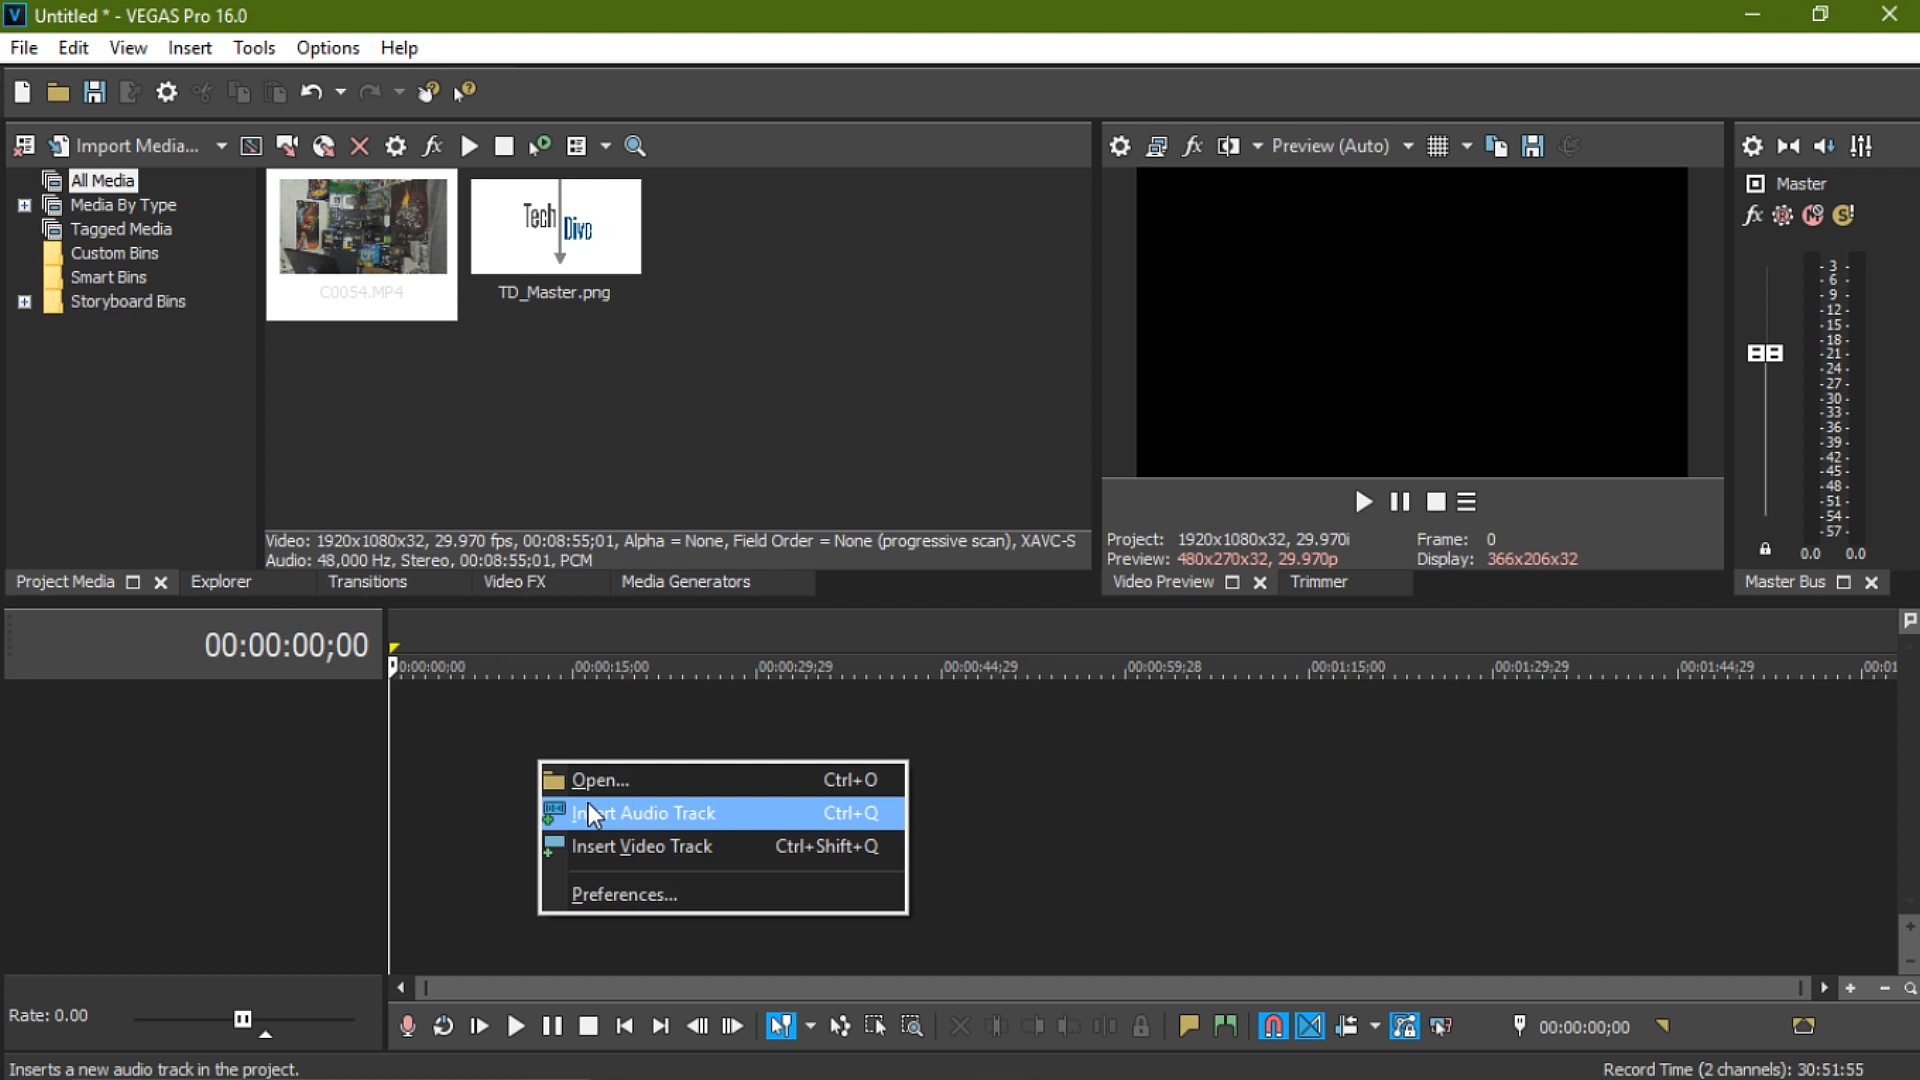 Untitled * - VEGAS Pro 16.0
File Edit View Insert Tools Options Help
Import Media...
Preview (Auto)
All Media
Media By Type
Tagged Media
Custom Bins
Smart Bins
Storyboard Bins
C0054.MP4
Tech Dive
TD_Master.png
Master
-3-
-6-
-9-
-12-
-15-
-18-
-21-
-24-
-27-
-30-
-33-
-36-
-39-
-42-
-45-
-48-
-51-
-54-
-57-
0.0 0.0
Video: 1920x1080x32, 29.970 fps, 00:08:55;01, Alpha = None, Field Order = None (progressive scan), XAVC-S
Audio: 48,000 Hz, Stereo, 00:08:55;01, PCM
Project: 1920x1080x32, 29.970i
Frame: 0
Preview: 480x270x32, 29.970p
Display: 366x206x32
Project Media Explorer Transitions Video FX Media Generators
Video Preview Trimmer
Master Bus
00:00:00;00
0:00:00;00 00:00:15;00 00:00:29;29 00:00:44;29 00:00:59;28 00:01:15;00 00:01:29;29 00:01:44;29 00:01
Open... Ctrl+O
Audio Track Ctrl+Q
Insert Video Track Ctrl+Shift+Q
Preferences...
Rate: 0.00
00:00:00;00
Inserts a new audio track in the project.
Record Time (2 channels): 30:51:55